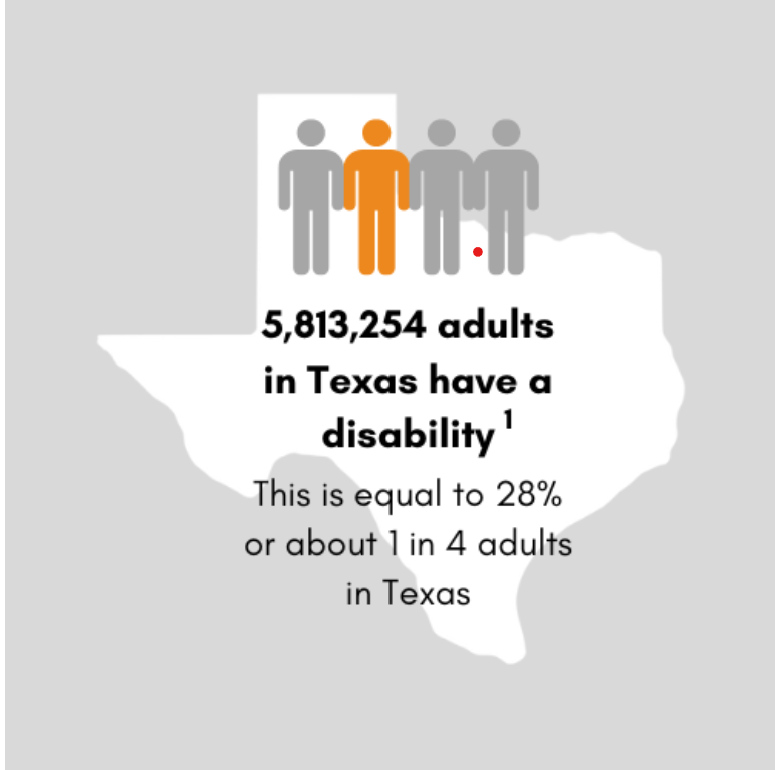 5,813,254 adults
in Texas have a
disability 1
This is equal to 28%
or about 1 in 4 adults
in Texas